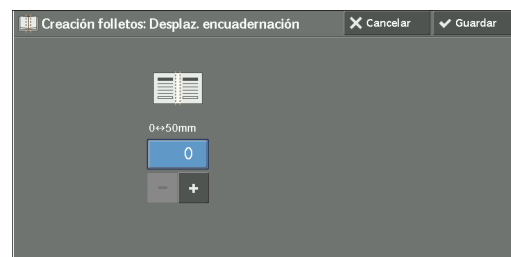 Creación folletos: Desplaz. encuadernación
Cancelar
Guardar
0↔50mm
0
− +